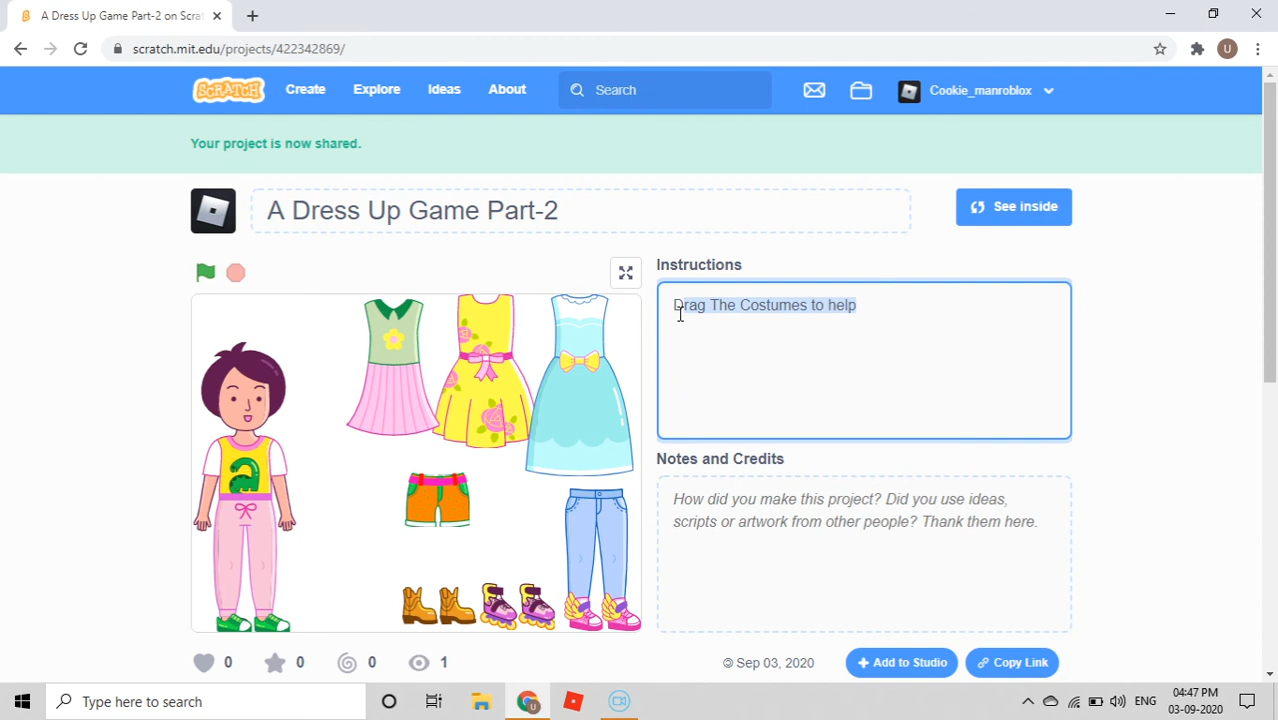 A Dress Up Game Part-2 on Scrat
scratch.mit.edu/projects/422342869/
U
SCRATCH
Create
Explore
Ideas
About
Search
Cookie_manroblox
Your project is now shared.
A Dress Up Game Part-2
See inside
Instructions
Drag The Costumes to help
Notes and Credits
How did you make this project? Did you use ideas,
scripts or artwork from other people? Thank them here.
0
0
0
1
© Sep 03, 2020
Add to Studio
Copy Link
Type here to search
ENG
04:47 PM
03-09-2020